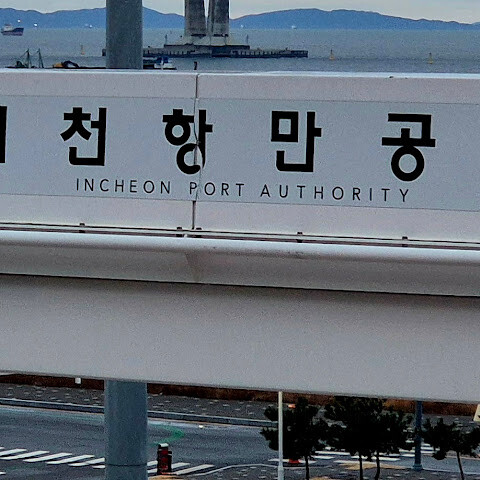 천항만공
INCHEON PORT AUTHORITY